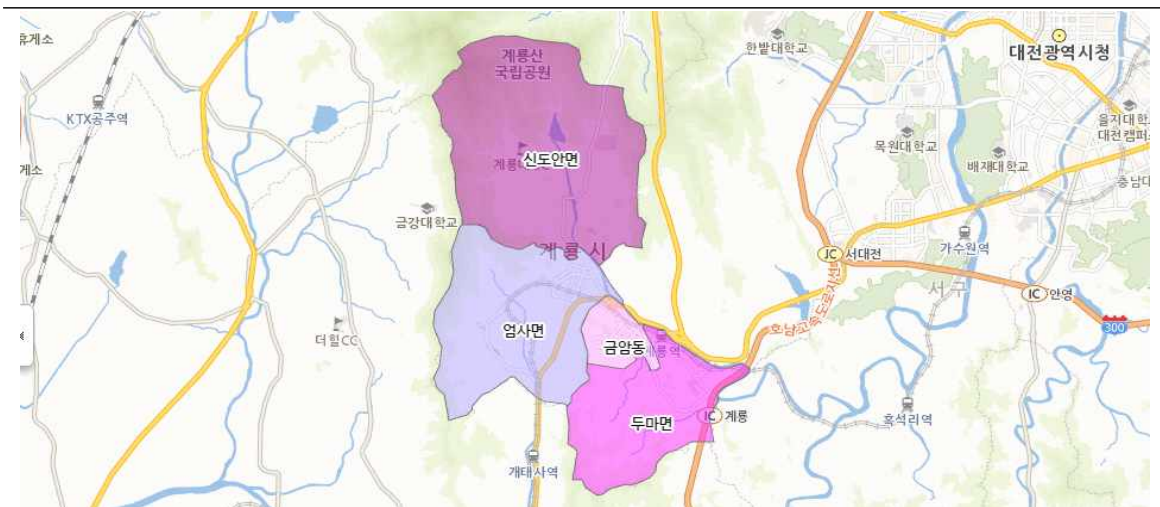 휴게소
KTX공주역
게소
계룡산
국립공원
신도안면
금강대학교
계룡시
엄사면
금암동
계룡역
두마면
더힐CC
개태사역
IC 계룡
흑석리역
호남고속도로지선
JC 서대전
한밭대학교
대전광역시청
을지대학
대전캠퍼스
목원대학교
배재대학교
충남대
가수원역
서구
IC 안영
300